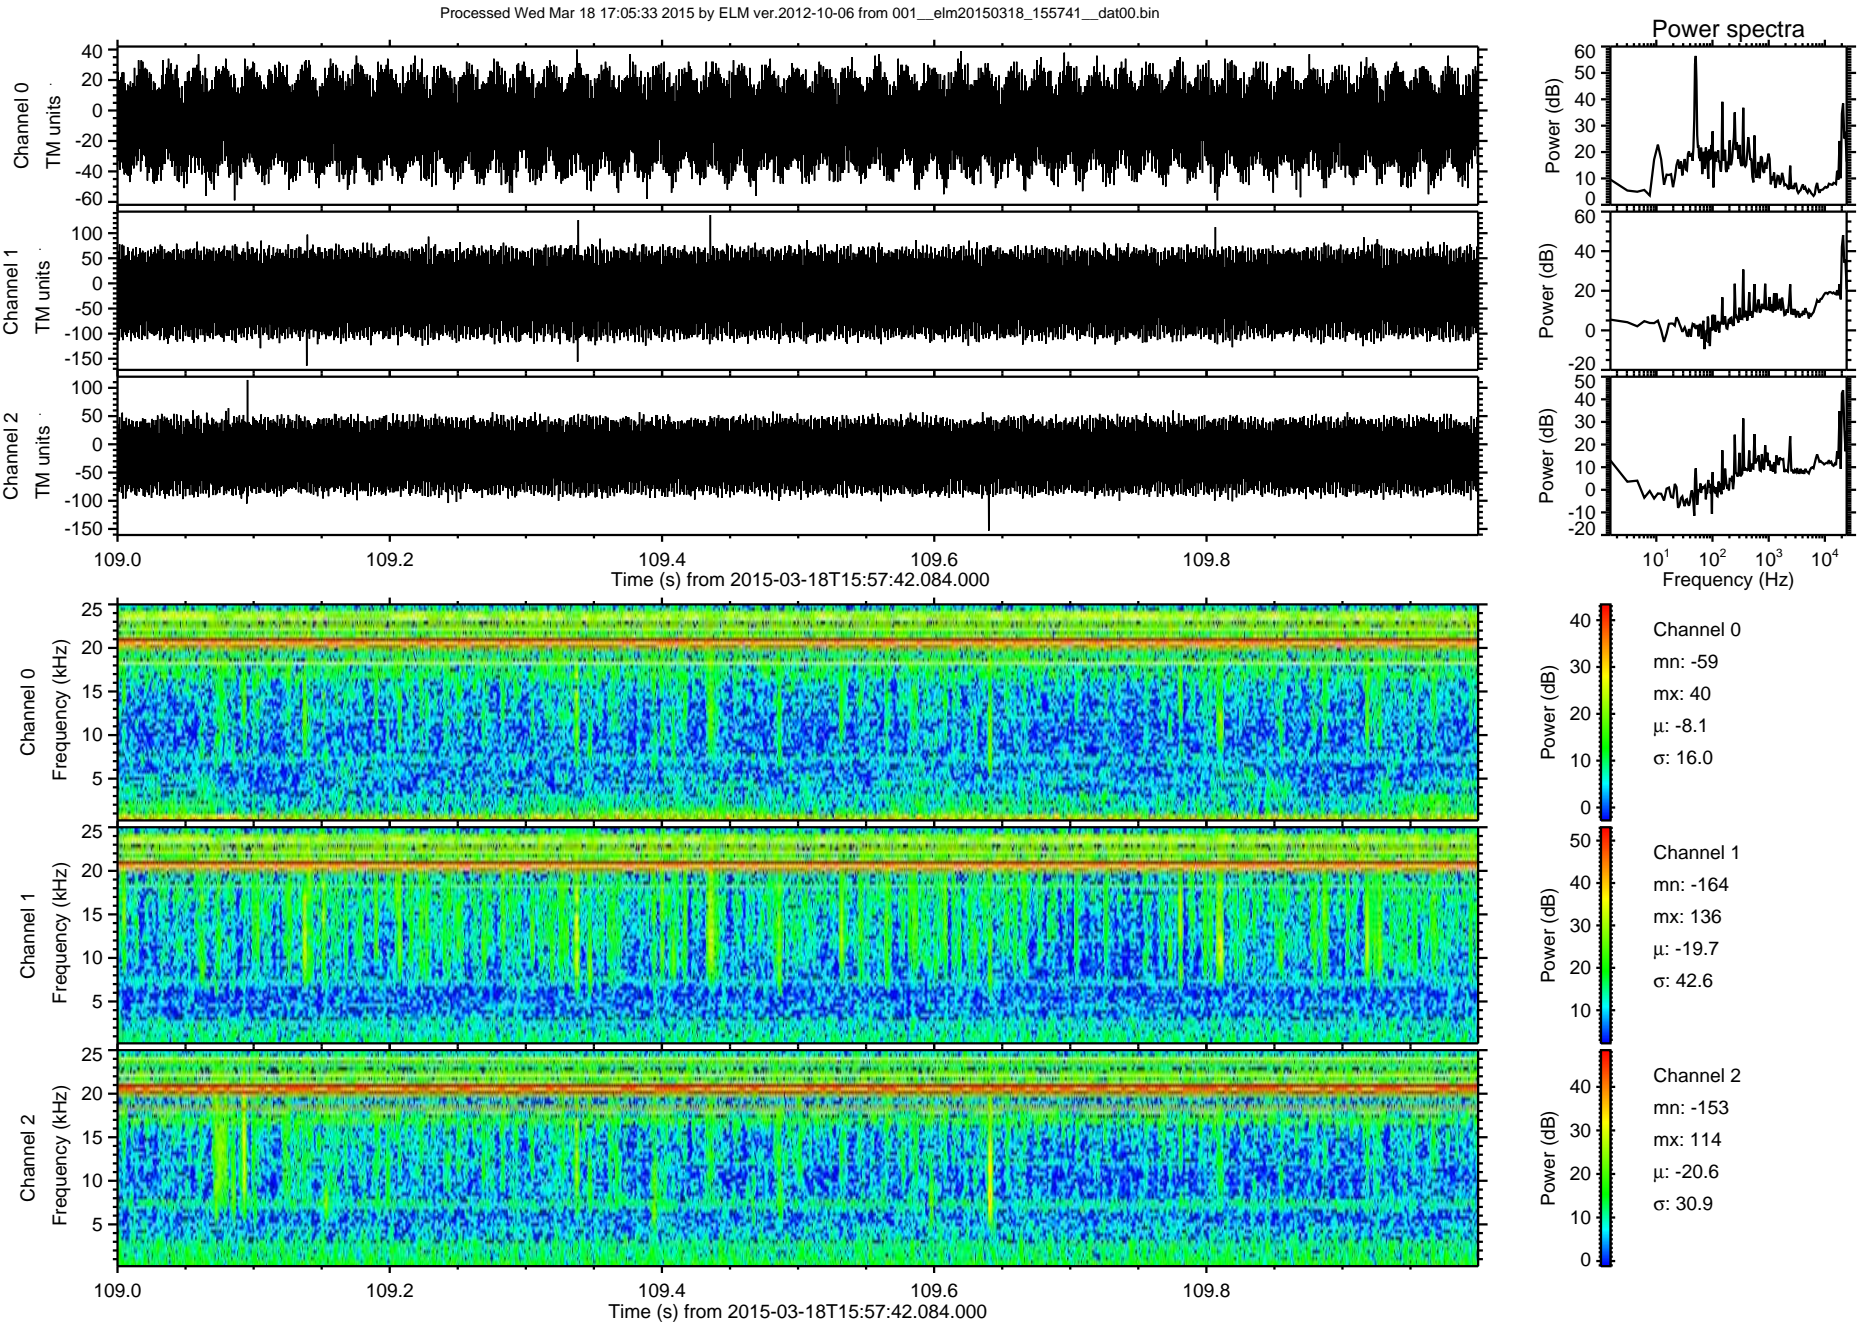 Processed Wed Mar 18 17:05:33 2015 by ELM ver.2012-10-06 from 001__elm20150318_155741__dat00.bin
Power spectra
Channel 0
TM units
40
20
0
-20
-40
-60
Power (dB)
60
50
40
30
20
10
0
Channel 1
TM units
100
50
0
-50
-100
-150
Power (dB)
60
40
20
0
-20
Channel 2
TM units
100
50
0
-50
-100
-150
Power (dB)
50
40
30
20
10
0
-10
-20
109.0 109.2 109.4 109.6 109.8
Time (s) from 2015-03-18T15:57:42.084.000
10^1 10^2 10^3 10^4
Frequency (Hz)
Channel 0
Frequency (kHz)
25
20
15
10
5
Power (dB)
40
30
20
10
0
Channel 0
mn: -59
mx: 40
μ: -8.1
σ: 16.0
Channel 1
Frequency (kHz)
25
20
15
10
5
Power (dB)
50
40
30
20
10
Channel 1
mn: -164
mx: 136
μ: -19.7
σ: 42.6
Channel 2
Frequency (kHz)
25
20
15
10
5
Power (dB)
40
30
20
10
0
Channel 2
mn: -153
mx: 114
μ: -20.6
σ: 30.9
109.0 109.2 109.4 109.6 109.8
Time (s) from 2015-03-18T15:57:42.084.000